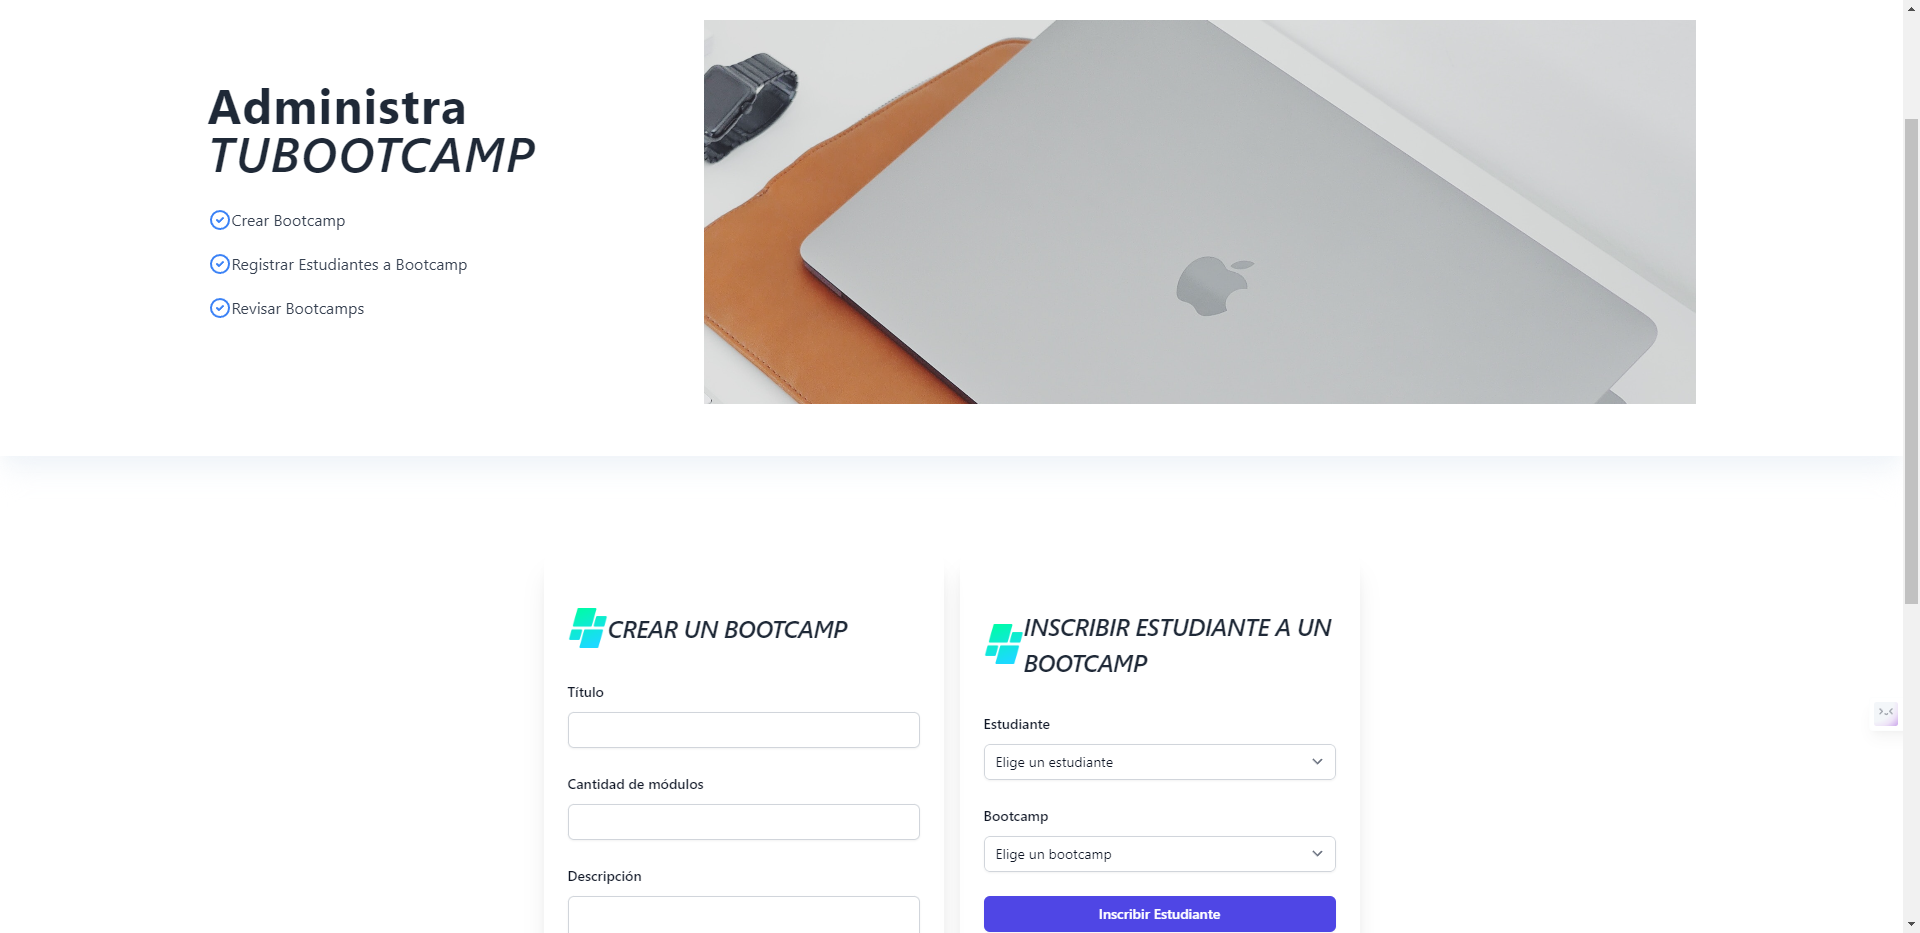 Administra
TUBOOTCAMP
Crear Bootcamp
Registrar Estudiantes a Bootcamp
Revisar Bootcamps
CREAR UN BOOTCAMP
Título
Cantidad de módulos
Descripción
INSCRIBIR ESTUDIANTE A UN
BOOTCAMP
Estudiante
Elige un estudiante
Bootcamp
Elige un bootcamp
Inscribir Estudiante